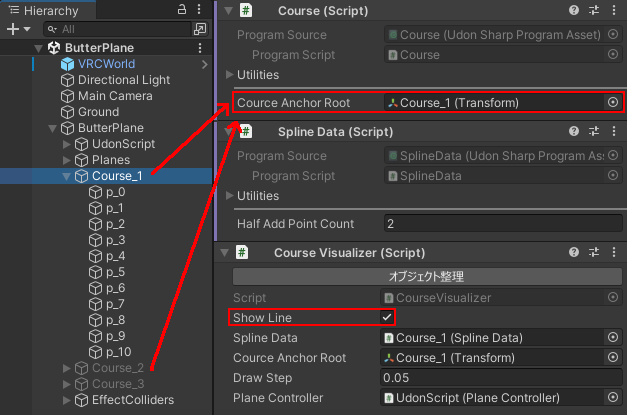 Hierarchy
All
ButterPlane
VRCWorld
Directional Light
Main Camera
Ground
ButterPlane
UdonScript
Planes
Course_1
p_0
p_1
p_2
p_3
p_4
p_5
p_6
p_7
p_8
p_9
p_10
Course_2
Course_3
EffectColliders
Course (Script)
Program Source
Course (Udon Sharp Program Asset)
Program Script
Course
Utilities
Cource Anchor Root
Course_1 (Transform)
Spline Data (Script)
Program Source
SplineData (Udon Sharp Program Ass
Program Script
SplineData
Utilities
Half Add Point Count
2
Course Visualizer (Script)
オブジェクト整理
Script
CourseVisualizer
Show Line
Spline Data
Course_1 (Spline Data)
Cource Anchor Root
Course_1 (Transform)
Draw Step
0.05
Plane Controller
UdonScript (Plane Controller)